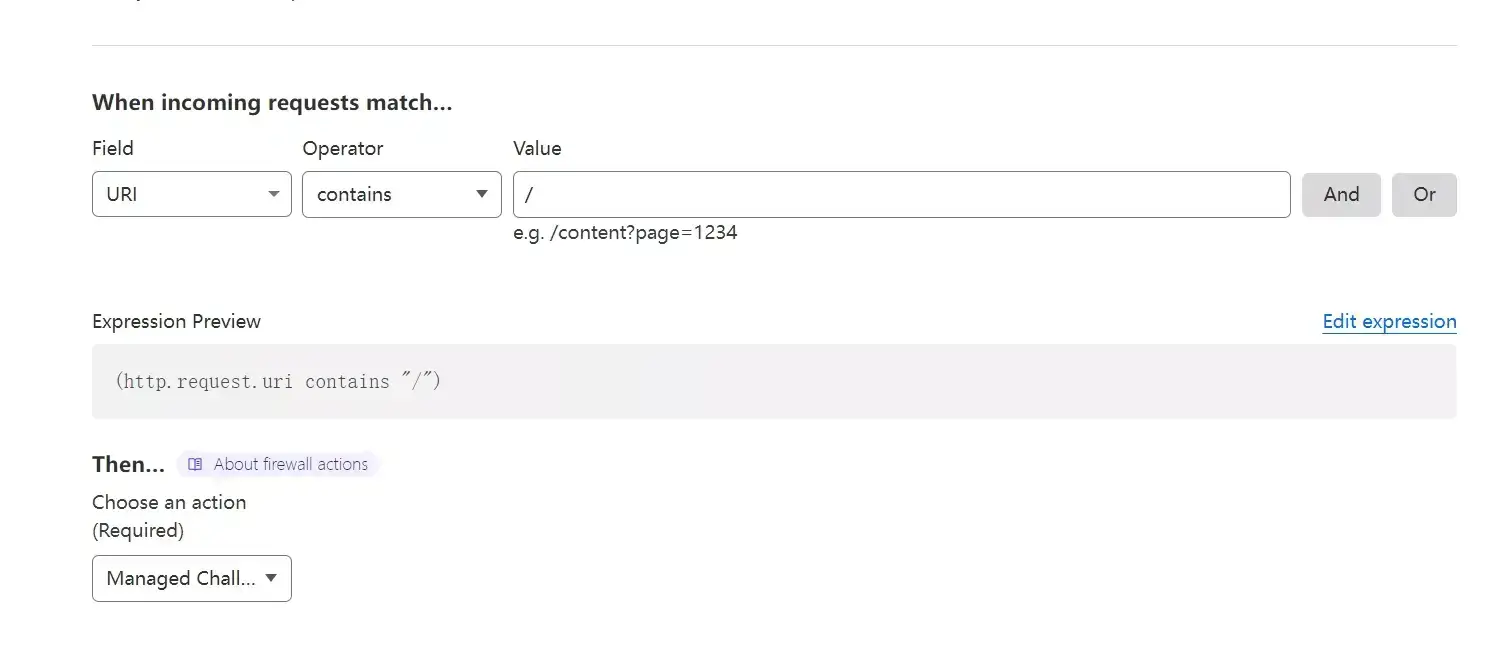 When incoming requests match...
Field Operator Value
URI contains / And Or
e.g. /content?page=1234
Expression Preview Edit expression
(http.request.uri contains "/")
Then... About firewall actions
Choose an action
(Required)
Managed Chall...